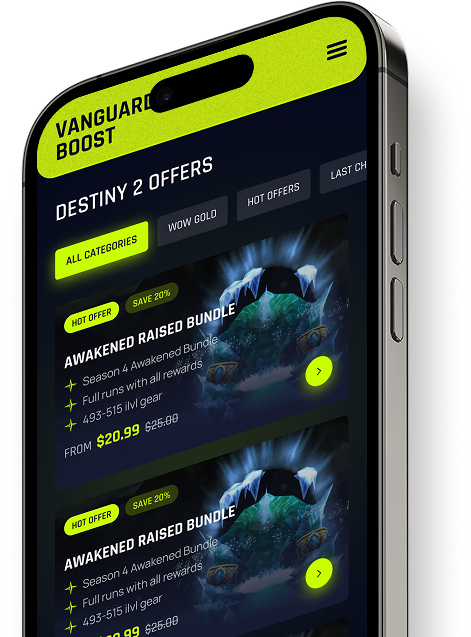 VANGUARD
BOOST
DESTINY 2 OFFERS
ALL CATEGORIES
WOW GOLD
HOT OFFERS
LAST CH
HOT OFFER
SAVE 20%
AWAKENED RAISED BUNDLE
Season 4 Awakened Bundle
Full runs with all rewards
493-515 ilvl gear
FROM $20.99 $25.00
HOT OFFER
SAVE 20%
AWAKENED RAISED BUNDLE
Season 4 Awakened Bundle
Full runs with all rewards
493-515 ilvl gear
$20.99 $25.00